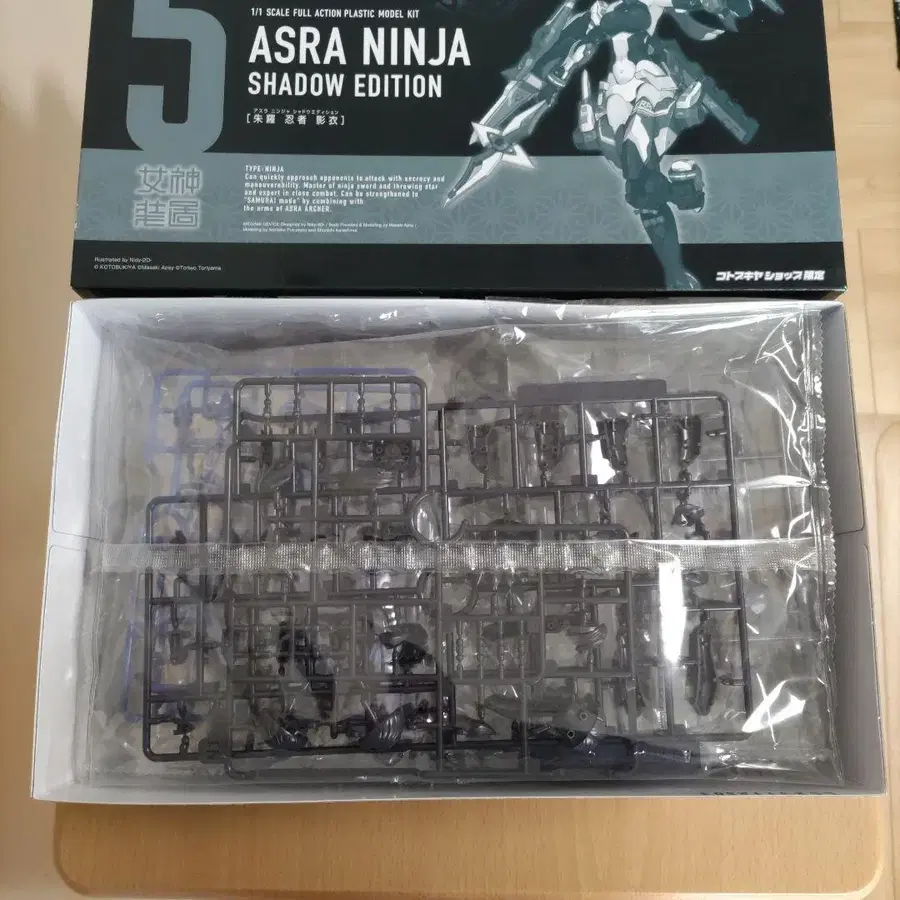 5
1/1 SCALE FULL ACTION PLASTIC MODEL KIT
ASRA NINJA
SHADOW EDITION
アスラ ニンジャ シャドウエディション
[朱羅 忍者 影衣]
女神
装居
TYPE:NINJA
Can quickly approach opponents to attack with encrecy and
maneuverability. Master of ninja sword and throwing star
and expert in close combat. Can be strengthened to
"SAMURAI mode" by combining with
the arms of ASRA ARCHER.
Illustrated by Nidy-2D-
© KOTOBUKIYA ©Masaki Apsy ©Toriwo Toriyama
コトブキヤショップ限定